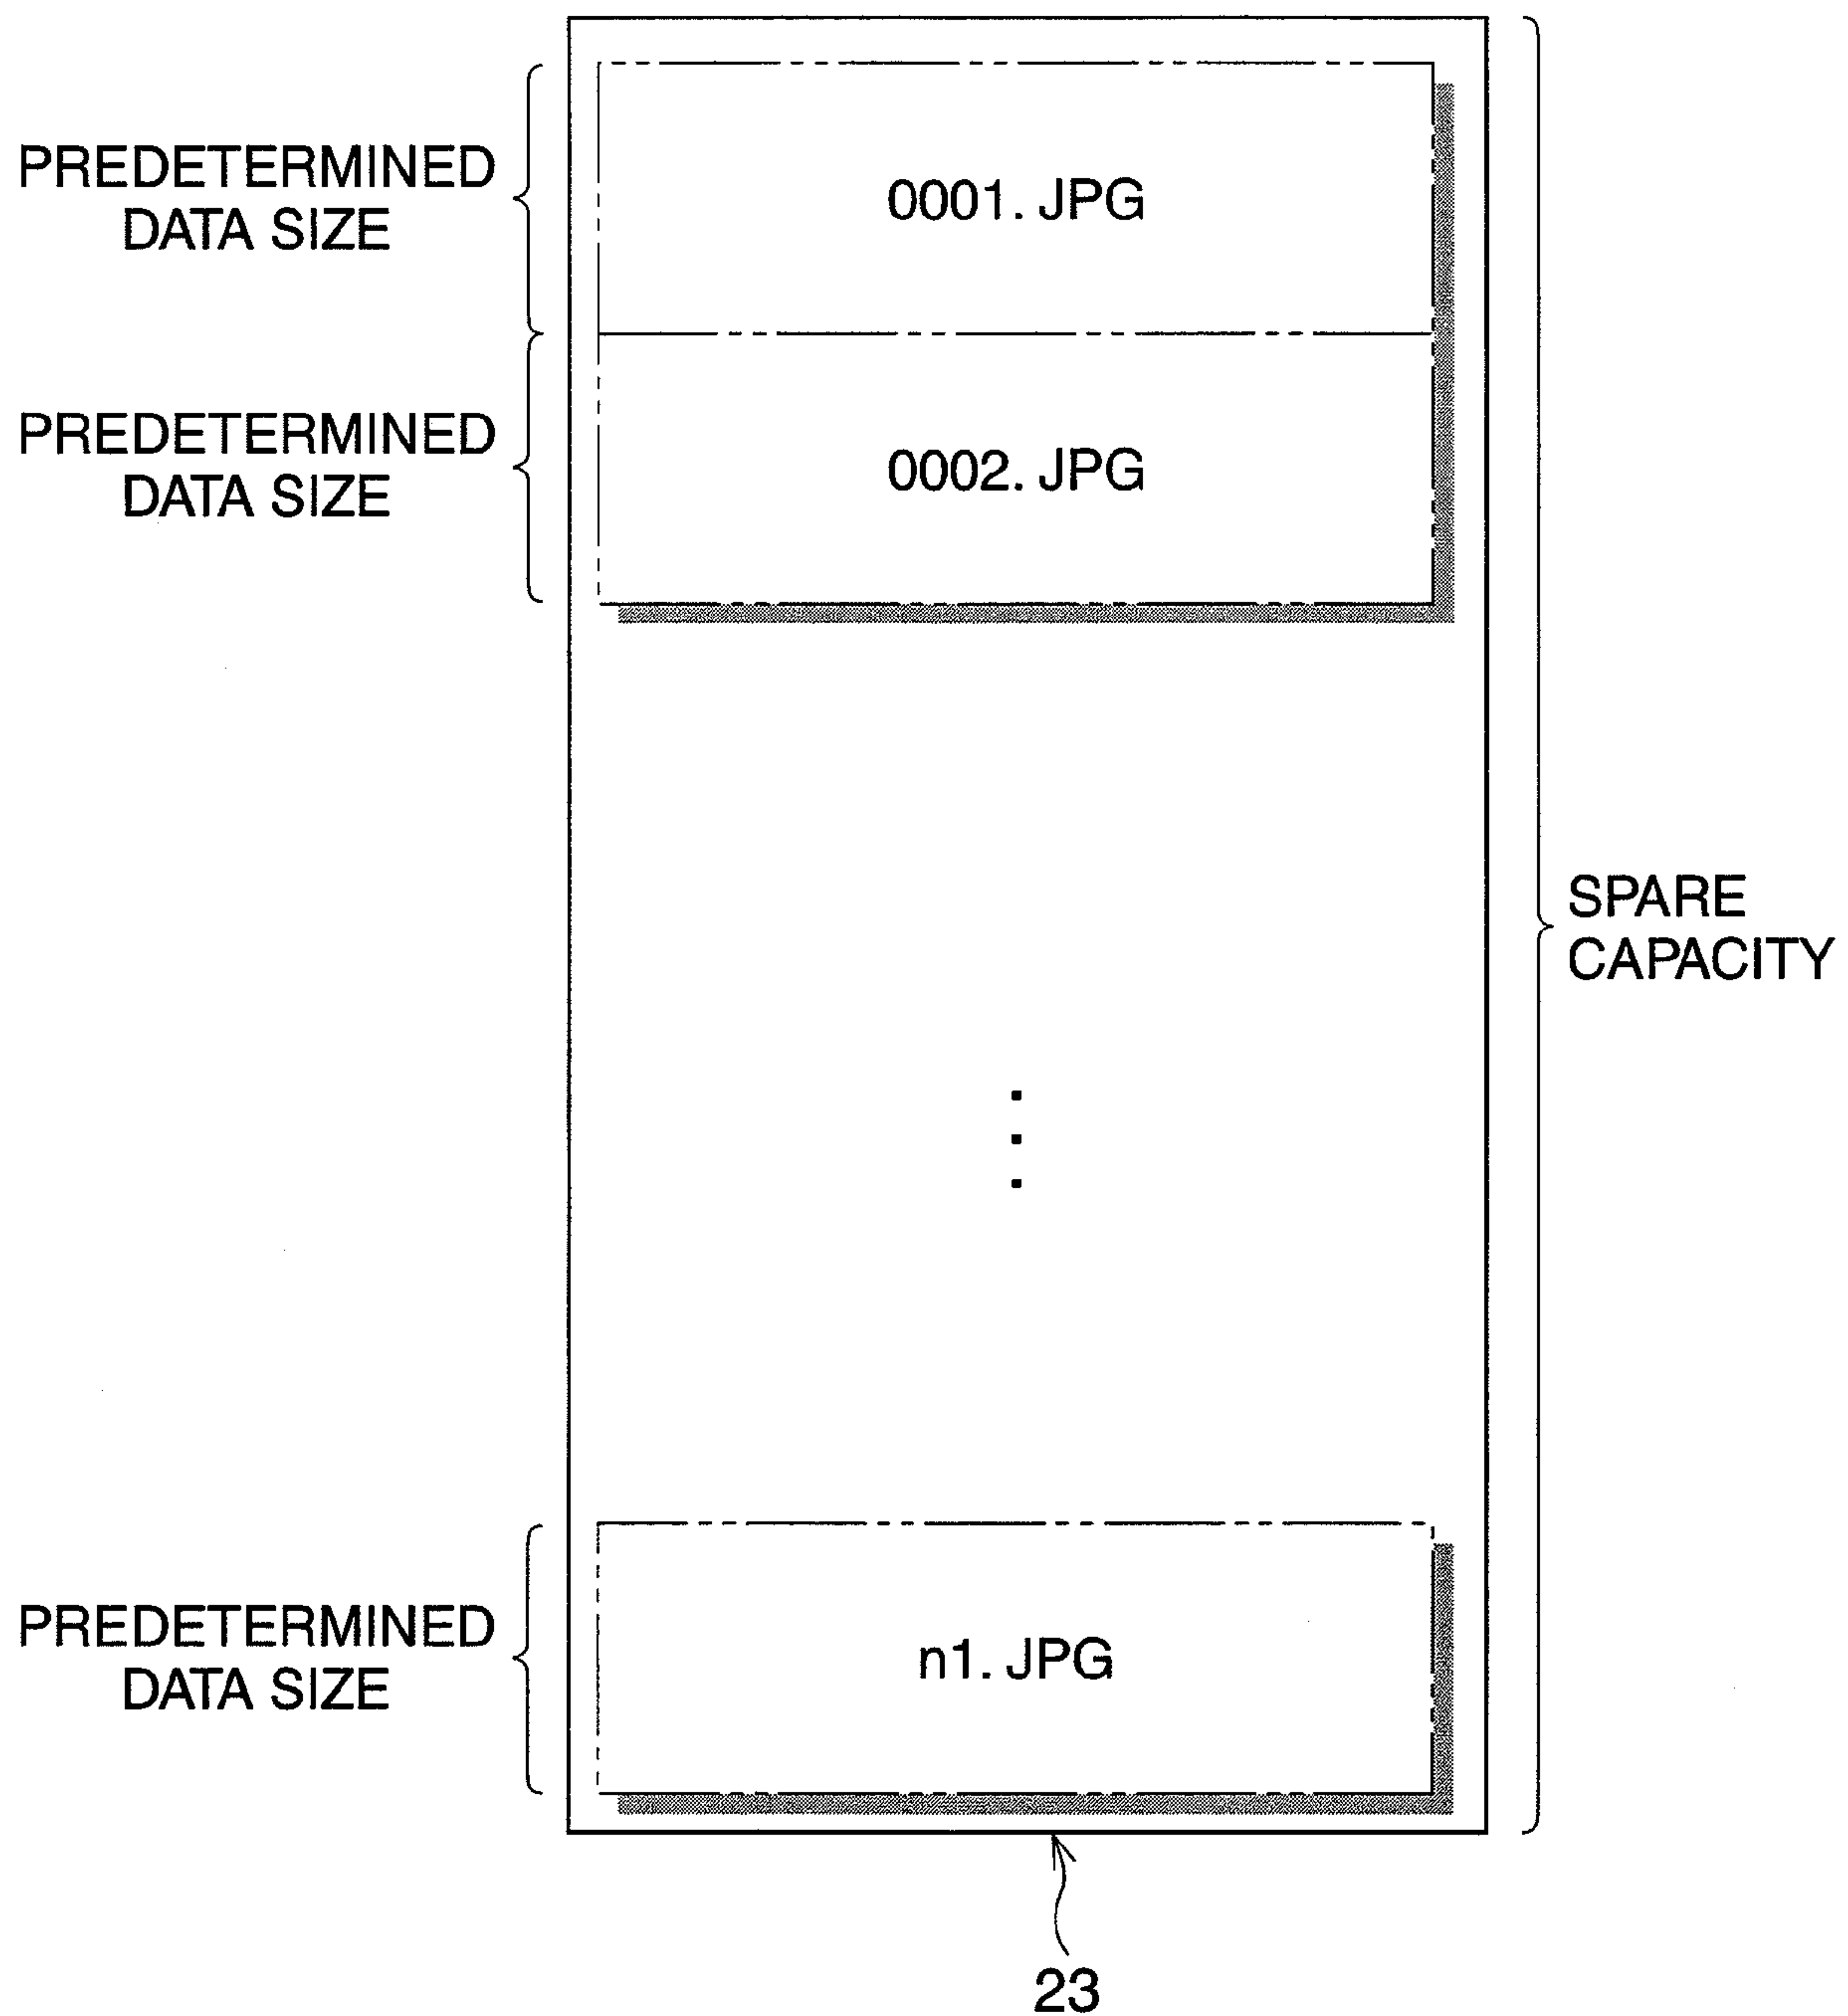 PREDETERMINED
DATA SIZE
0001. JPG
PREDETERMINED
DATA SIZE
0002. JPG
SPARE
CAPACITY
PREDETERMINED
DATA SIZE
n1. JPG
23